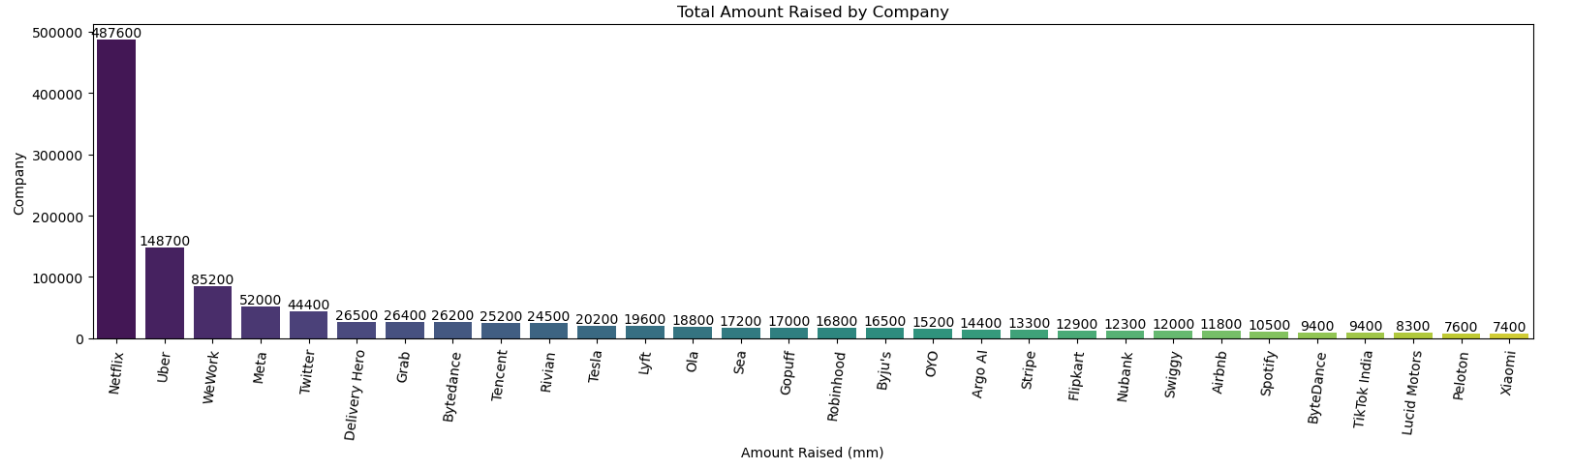 Total Amount Raised by Company
Company
500000
400000
300000
200000
100000
0
487600
148700
85200
52000
44400
26500
26400
26200
25200
24500
20200
19600
18800
17200
17000
16800
16500
15200
14400
13300
12900
12300
12000
11800
10500
9400
9400
8300
7600
7400
Netflix
Uber
WeWork
Meta
Twitter
Delivery Hero
Grab
Bytedance
Tencent
Rivian
Tesla
Lyft
Ola
Sea
Gopuff
Robinhood
Byju's
OYO
Argo AI
Stripe
Flipkart
Nubank
Swiggy
Airbnb
Spotify
ByteDance
TikTok India
Lucid Motors
Peloton
Xiaomi
Amount Raised (mm)